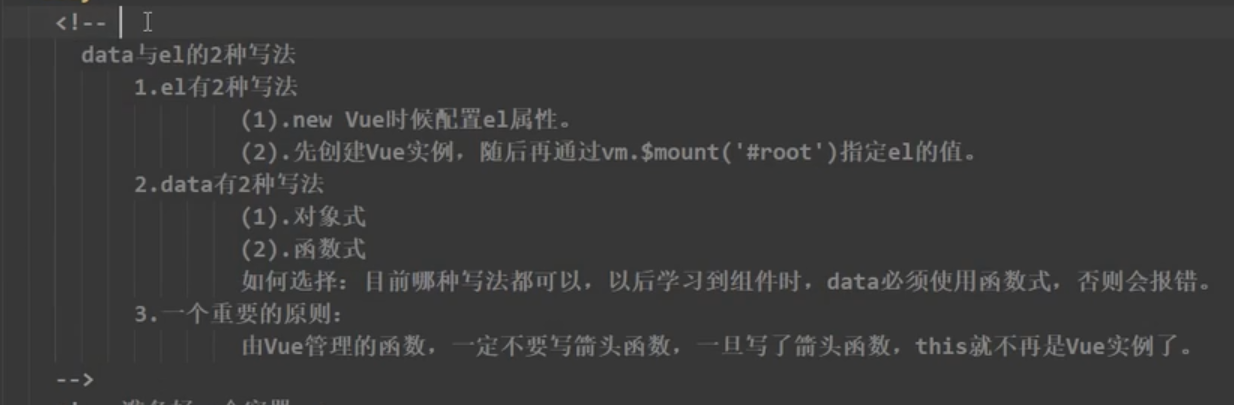 <!--
data与el的2种写法
1.el有2种写法
(1).new Vue时候配置el属性。
(2).先创建Vue实例，随后再通过vm.$mount('#root')指定el的值。
2.data有2种写法
(1).对象式
(2).函数式
如何选择：目前哪种写法都可以，以后学习到组件时，data必须使用函数式，否则会报错。
3.一个重要的原则：
由Vue管理的函数，一定不要写箭头函数，一旦写了箭头函数，this就不再是Vue实例了。
-->